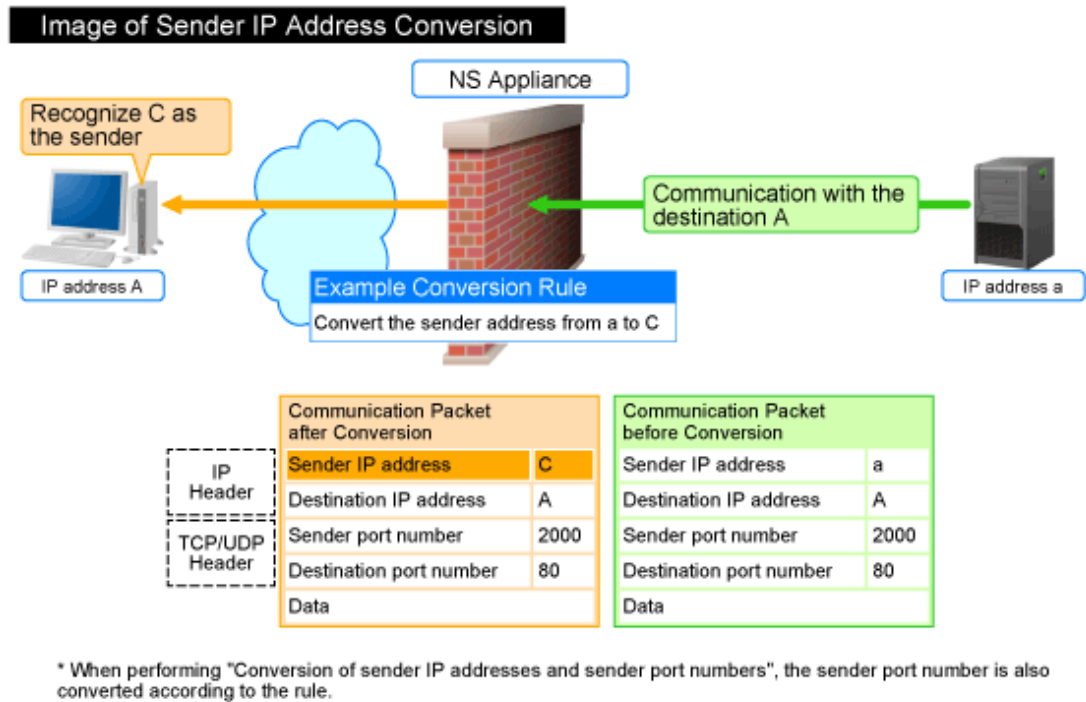 Image of Sender IP Address Conversion
NS Appliance
Recognize C as
the sender
Communication with the
destination A
IP address A
IP address a
Example Conversion Rule
Convert the sender address from a to C
Communication Packet
after Conversion
Communication Packet
before Conversion
IP
Header
Sender IP address C
Sender IP address a
Destination IP address A
Destination IP address A
TCP/UDP
Header
Sender port number 2000
Sender port number 2000
Destination port number 80
Destination port number 80
Data
Data
* When performing "Conversion of sender IP addresses and sender port numbers", the sender port number is also
converted according to the rule.